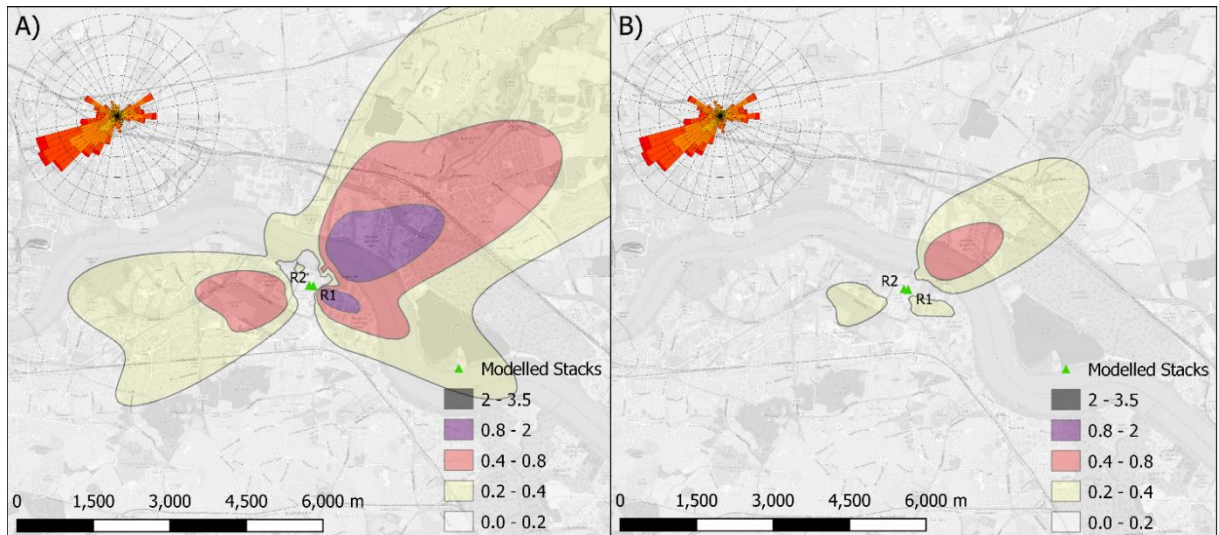 A)
R2
R1
Modelled Stacks
2 - 3.5
0.8 - 2
0.4 - 0.8
0.2 - 0.4
0.0 - 0.2
0 1,500 3,000 4,500 6,000 m
B)
R2
R1
Modelled Stacks
2 - 3.5
0.8 - 2
0.4 - 0.8
0.2 - 0.4
0.0 - 0.2
0 1,500 3,000 4,500 6,000 m